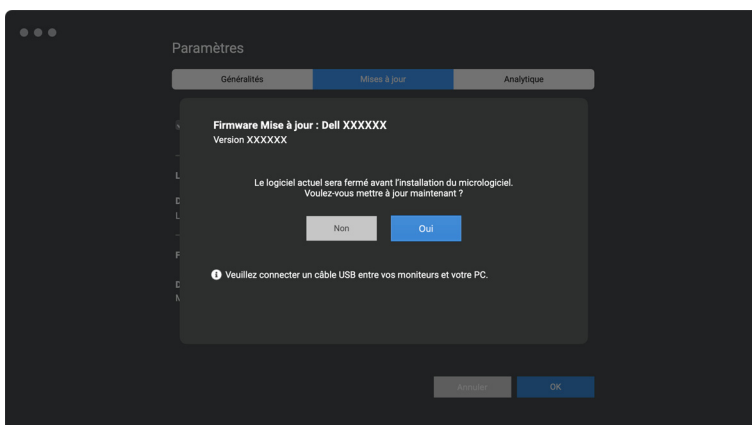 Paramètres
Généralités
Mises à jour
Analytique
Firmware Mise à jour : Dell XXXXXX
Version XXXXXX
L
Le logiciel actuel sera fermé avant l'installation du micrologiciel.
Voulez-vous mettre à jour maintenant ?
D
L
Non
Oui
F
Veuillez connecter un câble USB entre vos moniteurs et votre PC.
D
M
Annuler
OK